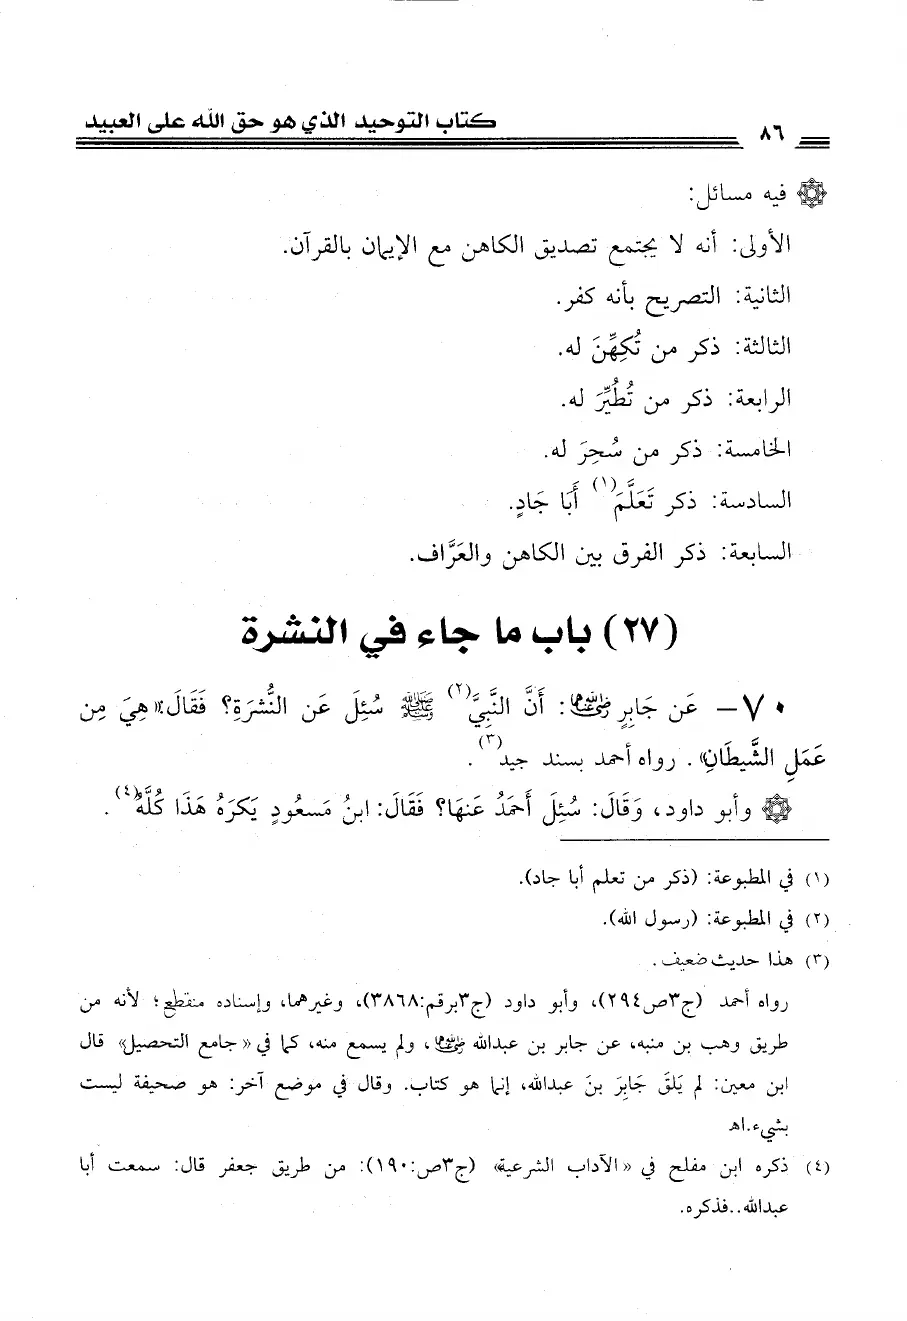 ٨٦ كتاب التوحيد الذي هو حق الله على العبيد
فيه مسائل:
الأولى: أنه لا يجتمع تصديق الكاهن مع الإيمان بالقرآن.
الثانية: التصريح بأنه كفر.
الثالثة: ذكر من تُكُهِّنَ له.
الرابعة: ذكر من تُطُيِّرَ له.
الخامسة: ذكر من سُحِرَ له.
السادسة: ذكر تَعَلَّمَ(١) أَبَا جَادٍ.
السابعة: ذكر الفرق بين الكاهن والعَرَّاف.
(٢٧) باب ما جاء في النشرة
٧٠- عَن جَابِرٍ رضي الله عنهما: أَنَّ النَّبِيَّ(٢) ﷺ سُئِلَ عَن النُّشرَةِ؟ فَقَالَ: «هِيَ مِن
عَمَلِ الشَّيطَانِ». رواه أحمد بسند جيد(٣).
وأبو داود، وَقَالَ: سُئِلَ أَحمَدُ عَنهَا؟ فَقَالَ: ابنُ مَسعُودٍ يَكرَهُ هَذَا كُلَّهُ(٤).
(١) في المطبوعة: (ذكر من تعلم أبا جاد).
(٢) في المطبوعة: (رسول الله).
(٣) هذا حديث ضعيف.
رواه أحمد (ج٣ص٢٩٤)، وأبو داود (ج٣برقم:٣٨٦٨)، وغيرهما، وإسناده منقطع؛ لأنه من
طريق وهب بن منبه، عن جابر بن عبدالله رضي الله عنهما، ولم يسمع منه، كما في «جامع التحصيل» قال
ابن معين: لم يَلقَ جَابِرَ بنَ عبدالله، إنما هو كتاب. وقال في موضع آخر: هو صحيفة ليست
بشيء.اهـ
(٤) ذكره ابن مفلح في «الآداب الشرعية» (ج٣ص:١٩٠): من طريق جعفر قال: سمعت أبا
عبدالله..فذكره.